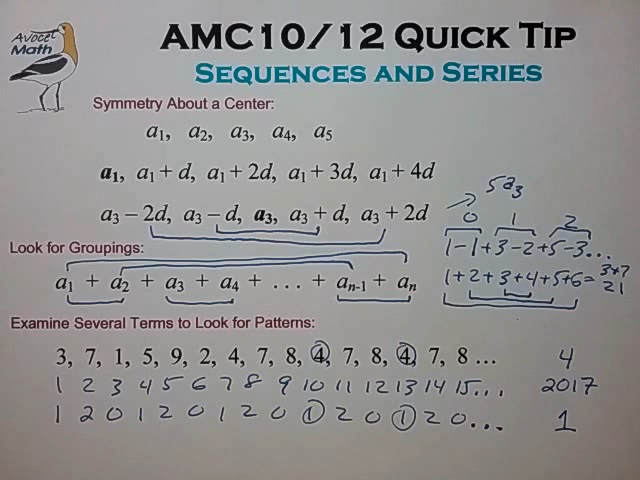 Avocet
Math
AMC10/12 QUICK TIP
SEQUENCES AND SERIES
Symmetry About a Center:
a₁, a₂, a₃, a₄, a₅
a₁, a₁ + d, a₁ + 2d, a₁ + 3d, a₁ + 4d
5a₃
a₃ − 2d, a₃ − d, a₃, a₃ + d, a₃ + 2d
0 1 2
Look for Groupings:
1 − 1 + 3 − 2 + 5 − 3 ...
a₁ + a₂ + a₃ + a₄ + ... + aₙ₋₁ + aₙ
1 + 2 + 3 + 4 + 5 + 6 = 3*7
21
Examine Several Terms to Look for Patterns:
3, 7, 1, 5, 9, 2, 4, 7, 8, 4, 7, 8, 4, 7, 8 ... 4
1 2 3 4 5 6 7 8 9 10 11 12 13 14 15 ... 2017
1 2 0 1 2 0 1 2 0 1 2 0 1 2 0 ... 1